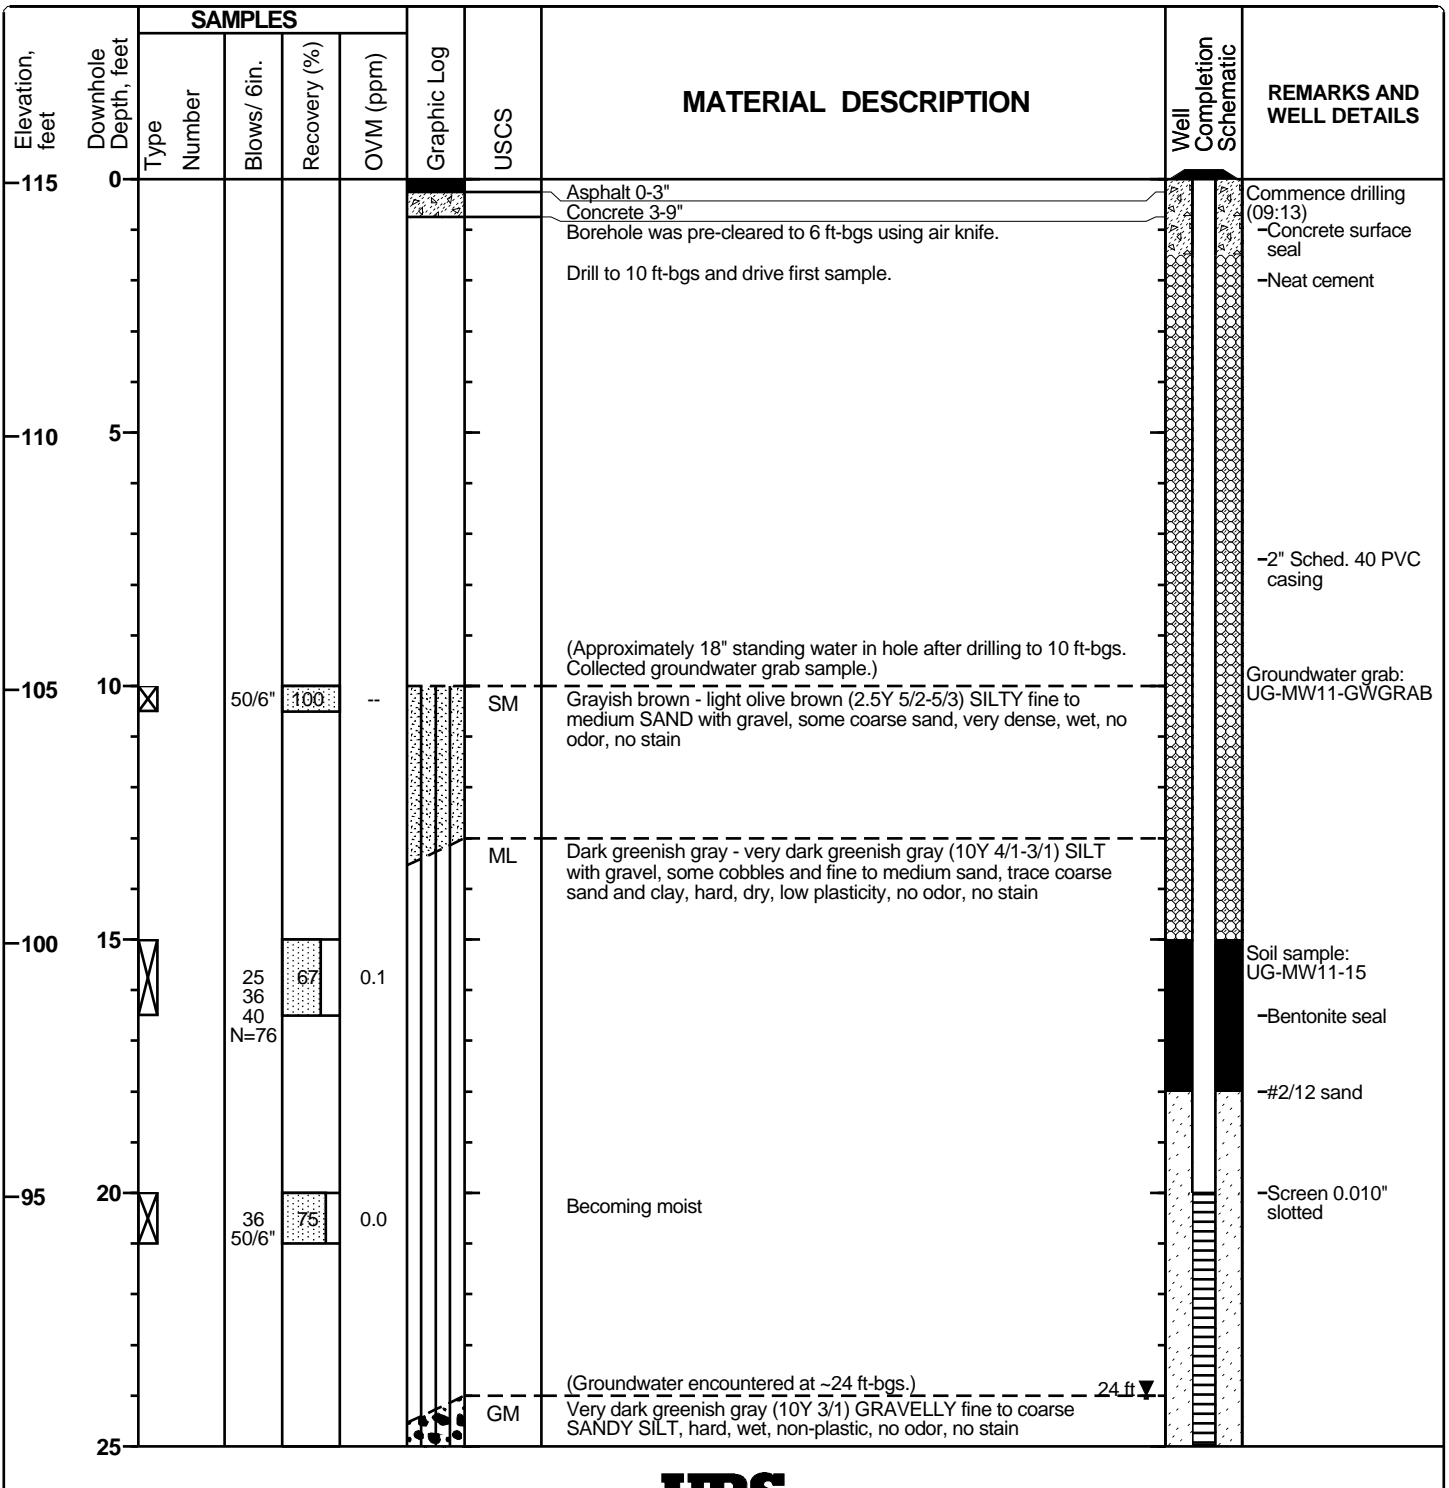 SAMPLES
Elevation,
feet
Downhole
Depth, feet
Type
Number
Blows/ 6in.
Recovery (%)
OVM (ppm)
Graphic Log
USCS
MATERIAL DESCRIPTION
Well
Completion
Schematic
REMARKS AND
WELL DETAILS
115
0
Asphalt 0-3"
Concrete 3-9"
Borehole was pre-cleared to 6 ft-bgs using air knife.
Drill to 10 ft-bgs and drive first sample.
Commence drilling
(09:13)
Concrete surface
seal
Neat cement
110
5
2" Sched. 40 PVC
casing
(Approximately 18" standing water in hole after drilling to 10 ft-bgs.
Collected groundwater grab sample.)
105
10
50/6"
100
--
SM
Grayish brown - light olive brown (2.5Y 5/2-5/3) SILTY fine to
medium SAND with gravel, some coarse sand, very dense, wet, no
odor, no stain
Groundwater grab:
UG-MW11-GWGRAB
ML
Dark greenish gray - very dark greenish gray (10Y 4/1-3/1) SILT
with gravel, some cobbles and fine to medium sand, trace coarse
sand and clay, hard, dry, low plasticity, no odor, no stain
100
15
25
36
40
N=76
67
0.1
Soil sample:
UG-MW11-15
Bentonite seal
#2/12 sand
95
20
36
50/6"
75
0.0
Becoming moist
Screen 0.010"
slotted
(Groundwater encountered at ~24 ft-bgs.)
24 ft
GM
Very dark greenish gray (10Y 3/1) GRAVELLY fine to coarse
SANDY SILT, hard, wet, non-plastic, no odor, no stain
25